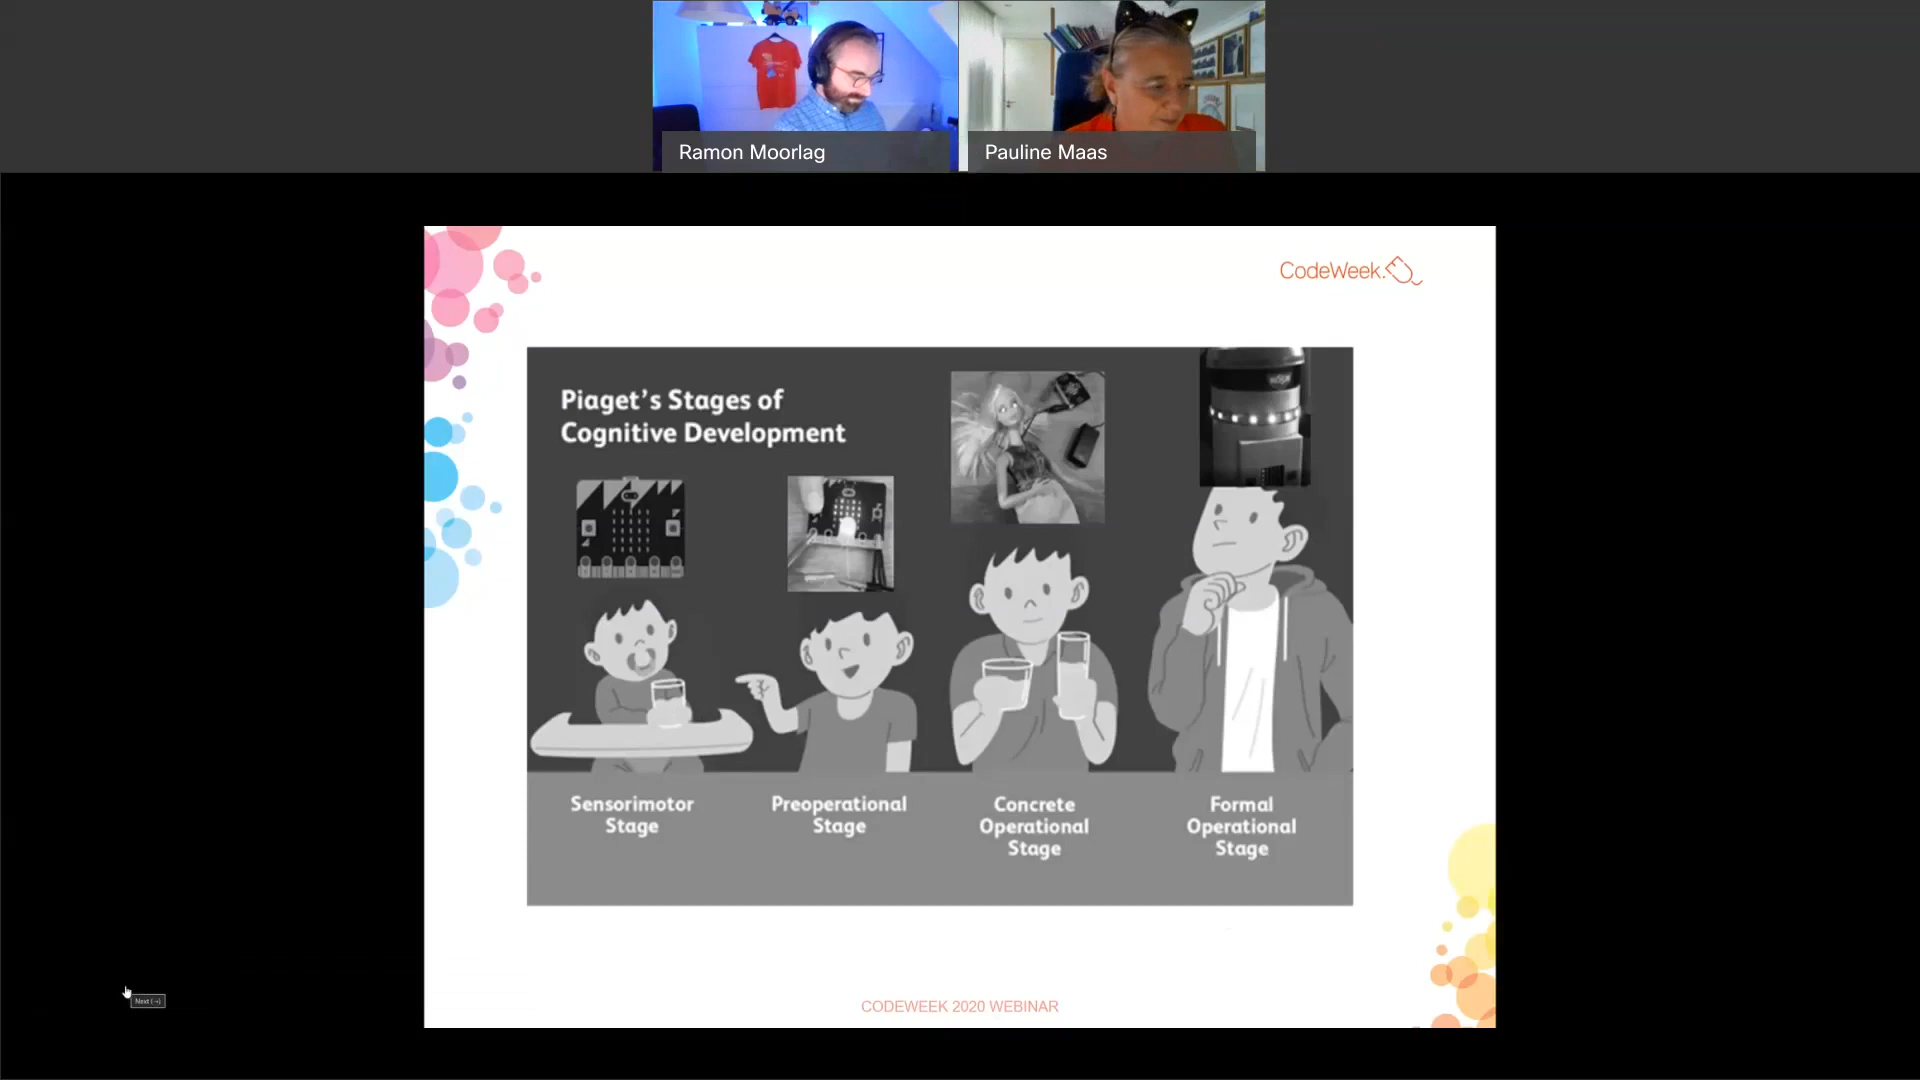 Ramon Moorlag
Pauline Maas
CodeWeek.
Piaget's Stages of
Cognitive Development
Sensorimotor
Stage
Preoperational
Stage
Concrete
Operational
Stage
Formal
Operational
Stage
Next (→)
CODEWEEK 2020 WEBINAR